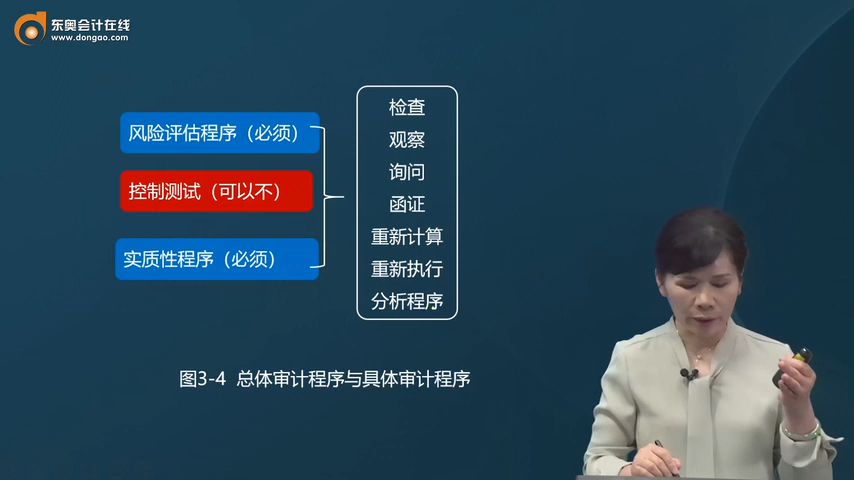 东奥会计在线
www.dongao.com
风险评估程序（必须）
控制测试（可以不）
实质性程序（必须）
检查
观察
询问
函证
重新计算
重新执行
分析程序
图3-4 总体审计程序与具体审计程序